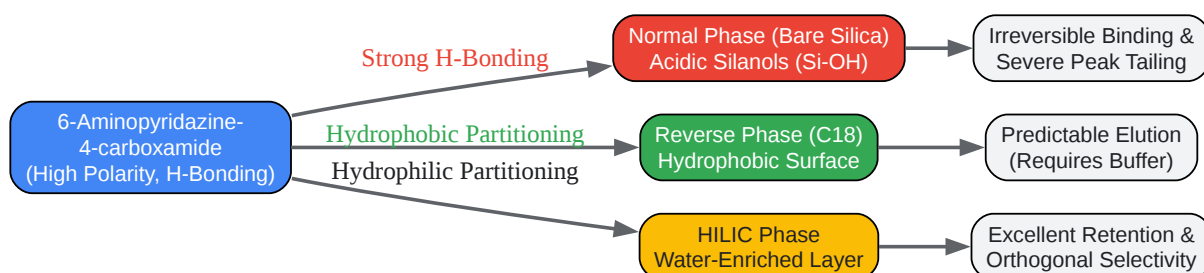 Strong H-Bonding
Normal Phase (Bare Silica)
Acidic Silanols (Si-OH)
Irreversible Binding &
Severe Peak Tailing
6-Aminopyridazine-
4-carboxamide
(High Polarity, H-Bonding)
Hydrophobic Partitioning
Reverse Phase (C18)
Hydrophobic Surface
Predictable Elution
(Requires Buffer)
Hydrophilic Partitioning
HILIC Phase
Water-Enriched Layer
Excellent Retention &
Orthogonal Selectivity